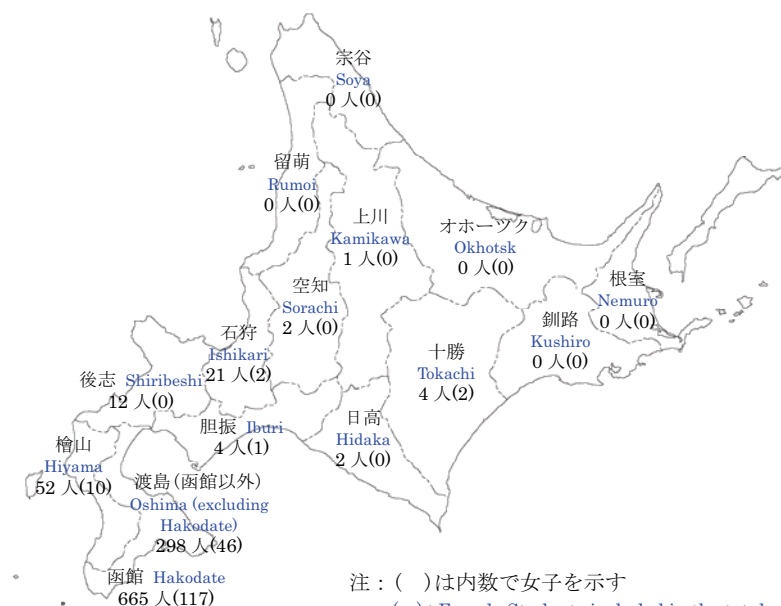 宗谷
Soya
0 人(0)
留萌
Rumoi
0 人(0)
上川
Kamikawa
1 人(0)
オホーツク
Okhotsk
0 人(0)
根室
Nemuro
0 人(0)
空知
Sorachi
2 人(0)
釧路
Kushiro
0 人(0)
石狩
Ishikari
21 人(2)
十勝
Tokachi
4 人(2)
後志 Shiribeshi
12 人(0)
胆振 Iburi
4 人(1)
日高
Hidaka
2 人(0)
檜山
Hiyama
52 人(10)
渡島(函館以外)
Oshima (excluding
Hakodate)
298 人(46)
函館 Hakodate
665 人(117)
注：(　)は内数で女子を示す